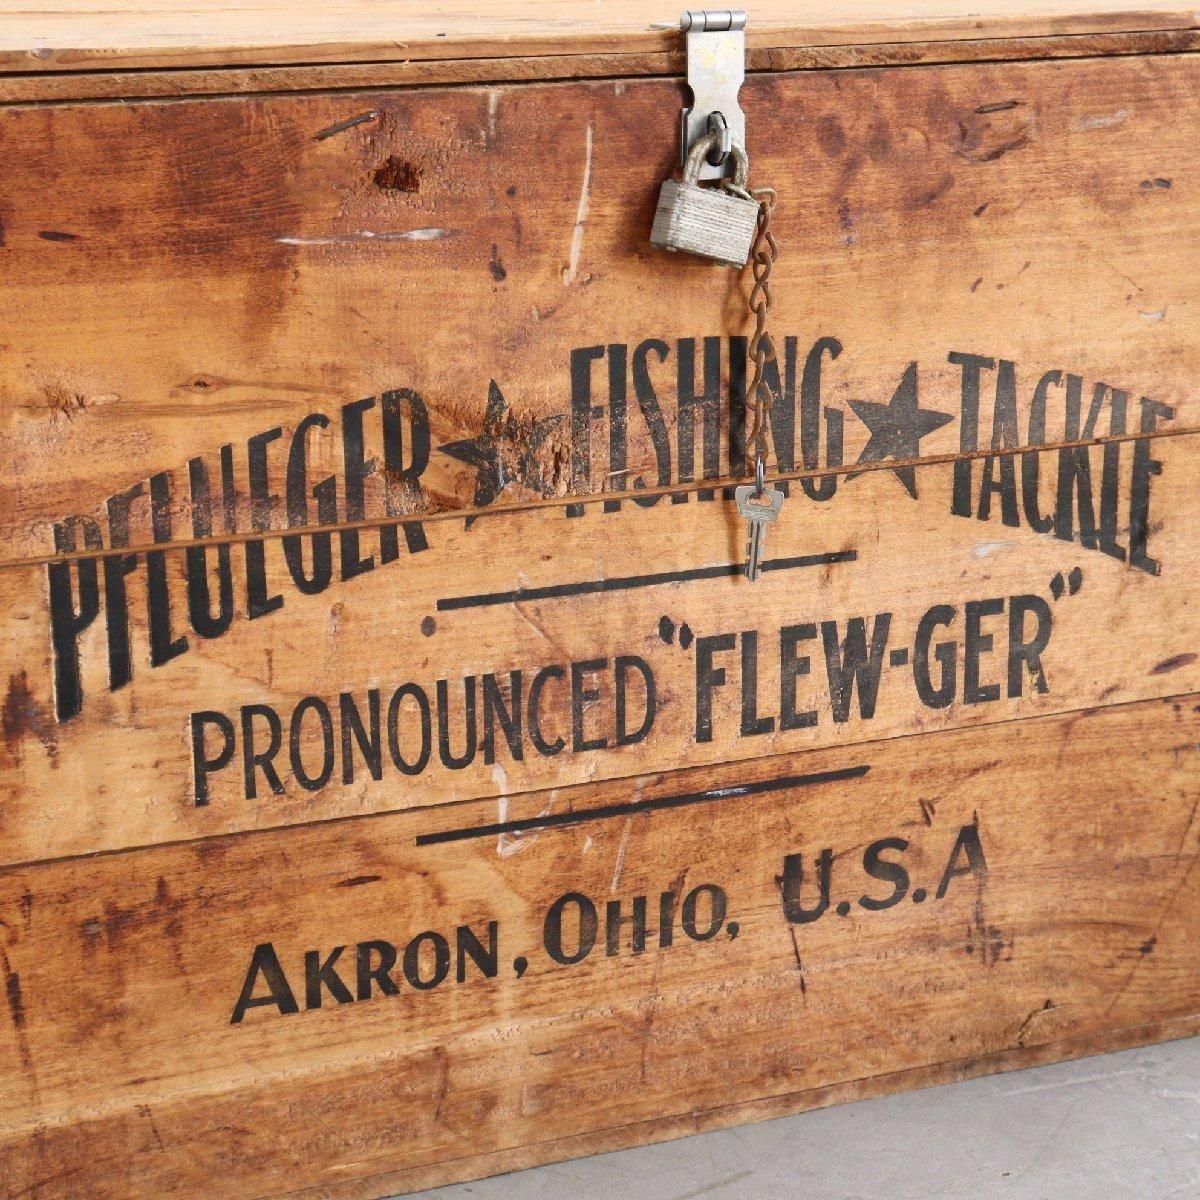 PFLUEGER ★ FISHING ★ TACKLE
PRONOUNCED "FLEW-GER"
AKRON, OHIO, U.S.A